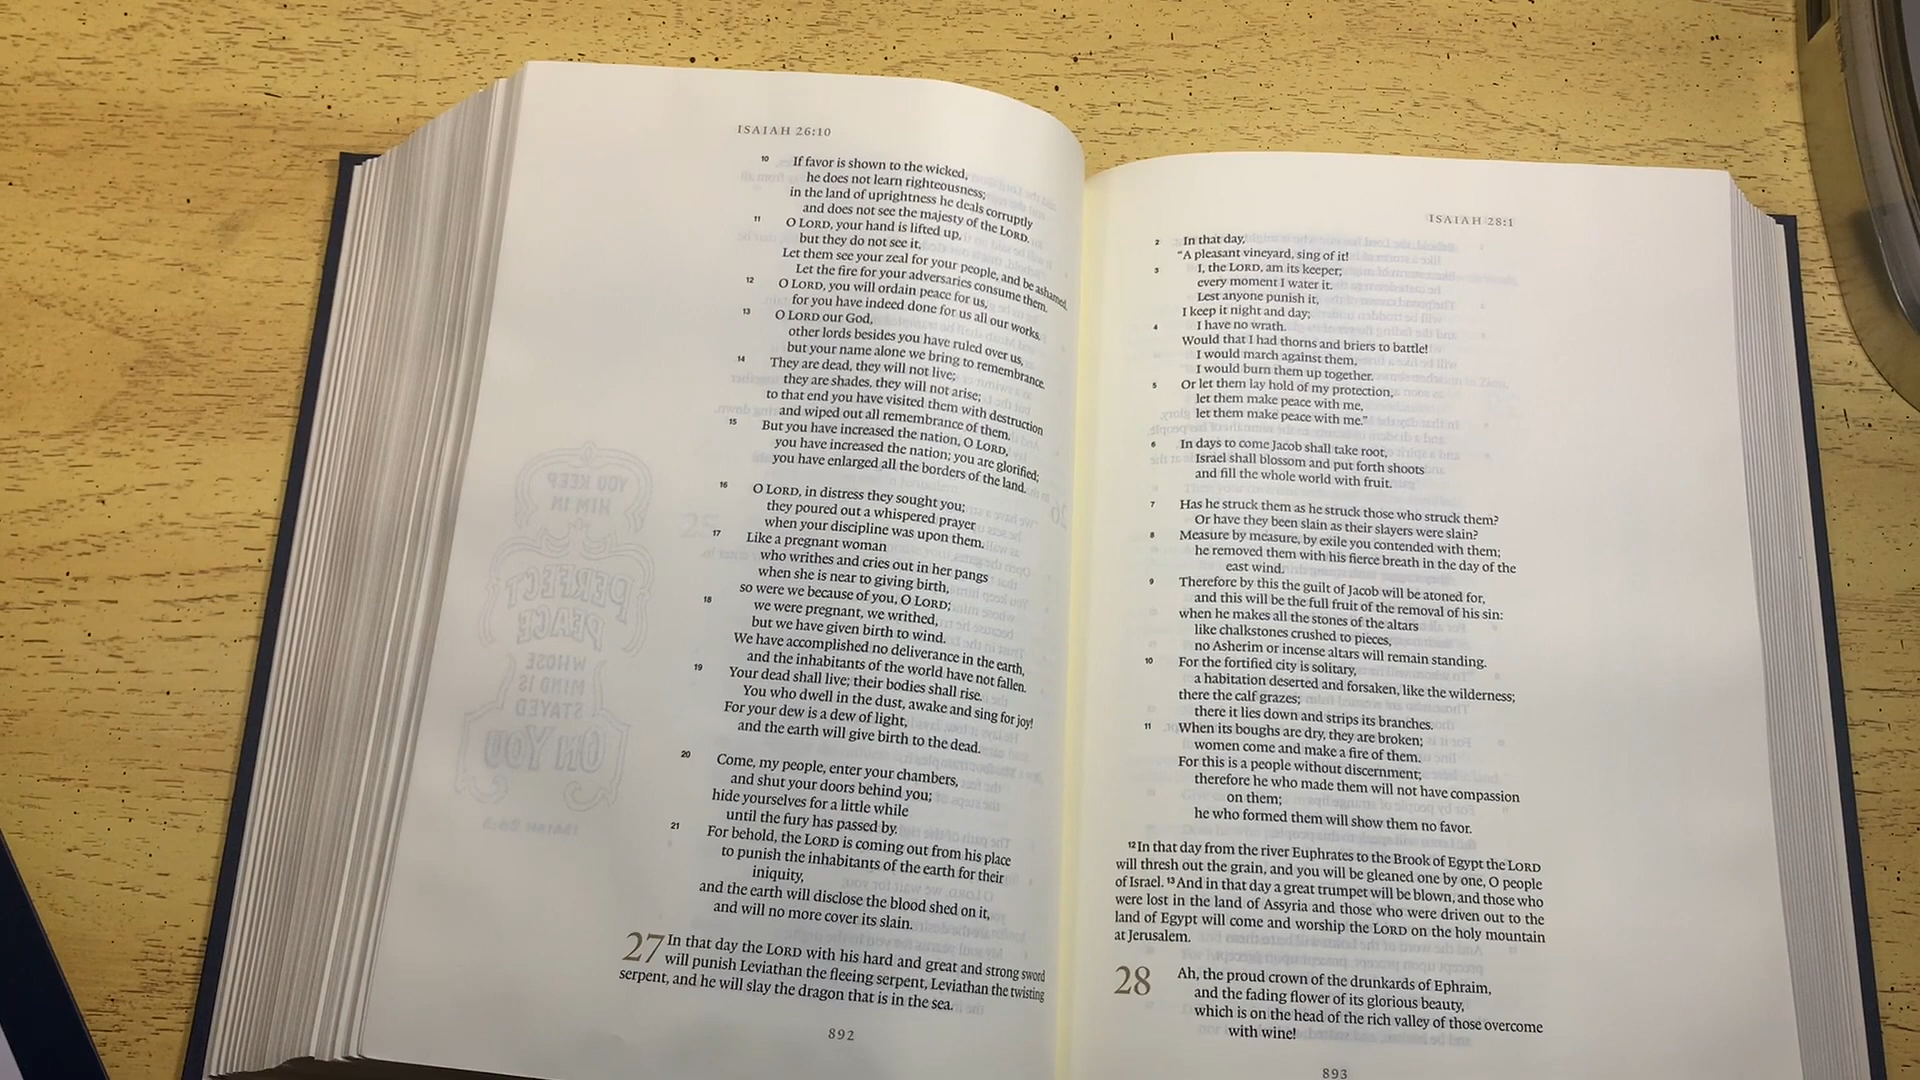 ISAIAH 26:10
10 If favor is shown to the wicked,
he does not learn righteousness;
in the land of uprightness he deals corruptly
and does not see the majesty of the LORD.
11 O LORD, your hand is lifted up,
but they do not see it.
Let them see your zeal for your people, and be ashamed.
Let the fire for your adversaries consume them.
12 O LORD, you will ordain peace for us,
for you have indeed done for us all our works.
13 O LORD our God,
other lords besides you have ruled over us,
but your name alone we bring to remembrance.
14 They are dead, they will not live;
they are shades, they will not arise;
to that end you have visited them with destruction
and wiped out all remembrance of them.
15 But you have increased the nation, O LORD,
you have increased the nation; you are glorified;
you have enlarged all the borders of the land.
16 O LORD, in distress they sought you;
they poured out a whispered prayer
when your discipline was upon them.
17 Like a pregnant woman
who writhes and cries out in her pangs
when she is near to giving birth,
so were we because of you, O LORD;
18 we were pregnant, we writhed,
but we have given birth to wind.
We have accomplished no deliverance in the earth,
and the inhabitants of the world have not fallen.
19 Your dead shall live; their bodies shall rise.
You who dwell in the dust, awake and sing for joy!
For your dew is a dew of light,
and the earth will give birth to the dead.
20 Come, my people, enter your chambers,
and shut your doors behind you;
hide yourselves for a little while
until the fury has passed by.
21 For behold, the LORD is coming out from his place
to punish the inhabitants of the earth for their
iniquity,
and the earth will disclose the blood shed on it,
and will no more cover its slain.
27 In that day the LORD with his hard and great and strong sword
will punish Leviathan the fleeing serpent, Leviathan the twisting
serpent, and he will slay the dragon that is in the sea.
892
ISAIAH 28:1
2 In that day,
"A pleasant vineyard, sing of it!
3 I, the LORD, am its keeper;
every moment I water it.
Lest anyone punish it,
I keep it night and day;
4 I have no wrath.
Would that I had thorns and briers to battle!
I would march against them,
I would burn them up together.
5 Or let them lay hold of my protection,
let them make peace with me,
let them make peace with me."
6 In days to come Jacob shall take root,
Israel shall blossom and put forth shoots
and fill the whole world with fruit.
7 Has he struck them as he struck those who struck them?
Or have they been slain as their slayers were slain?
8 Measure by measure, by exile you contended with them;
he removed them with his fierce breath in the day of the
east wind.
9 Therefore by this the guilt of Jacob will be atoned for,
and this will be the full fruit of the removal of his sin:
when he makes all the stones of the altars
like chalkstones crushed to pieces,
no Asherim or incense altars will remain standing.
10 For the fortified city is solitary,
a habitation deserted and forsaken, like the wilderness;
there the calf grazes;
there it lies down and strips its branches.
11 When its boughs are dry, they are broken;
women come and make a fire of them.
For this is a people without discernment;
therefore he who made them will not have compassion
on them;
he who formed them will show them no favor.
12 In that day from the river Euphrates to the Brook of Egypt the LORD
will thresh out the grain, and you will be gleaned one by one, O people
of Israel. 13 And in that day a great trumpet will be blown, and those who
were lost in the land of Assyria and those who were driven out to the
land of Egypt will come and worship the LORD on the holy mountain
at Jerusalem.
28 Ah, the proud crown of the drunkards of Ephraim,
and the fading flower of its glorious beauty,
which is on the head of the rich valley of those overcome
with wine!
893